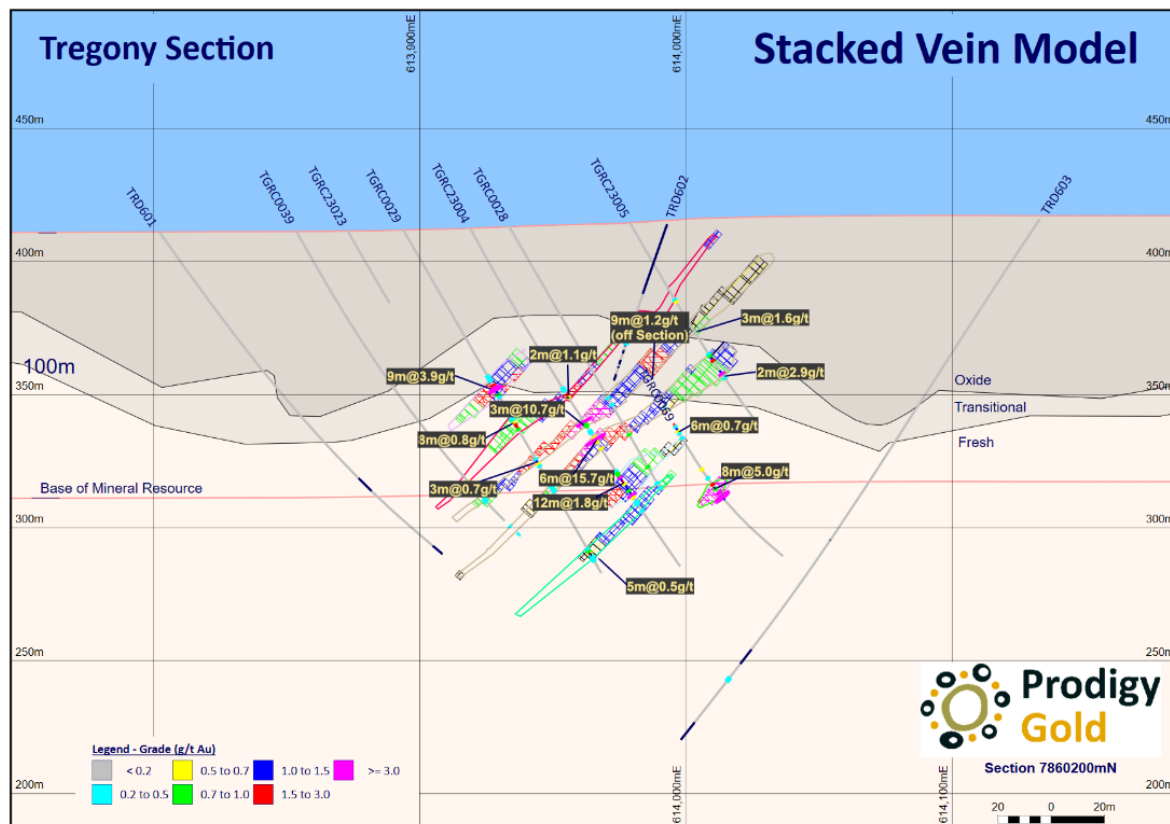 Tregony Section
Stacked Vein Model
613,900mE
614,000mE
450m
450m
TRD601
TGRC0039
TGRC23023
TGRC0029
TGRC23004
TGRC0028
TGRC23005
TRD602
TRD603
400m
400m
9m@1.2g/t
(off Section)
3m@1.6g/t
100m
2m@1.1g/t
9m@3.9g/t
2m@2.9g/t
Oxide
350m
350m
TGRC0069
3m@10.7g/t
Transitional
8m@0.8g/t
6m@0.7g/t
Fresh
6m@15.7g/t
8m@5.0g/t
3m@0.7g/t
Base of Mineral Resource
12m@1.8g/t
300m
300m
5m@0.5g/t
250m
250m
Prodigy
Gold
Legend - Grade (g/t Au)
< 0.2
0.5 to 0.7
1.0 to 1.5
>= 3.0
0.2 to 0.5
0.7 to 1.0
1.5 to 3.0
Section 7860200mN
614,000mE
614,100mE
200m
200m
20
0
20m